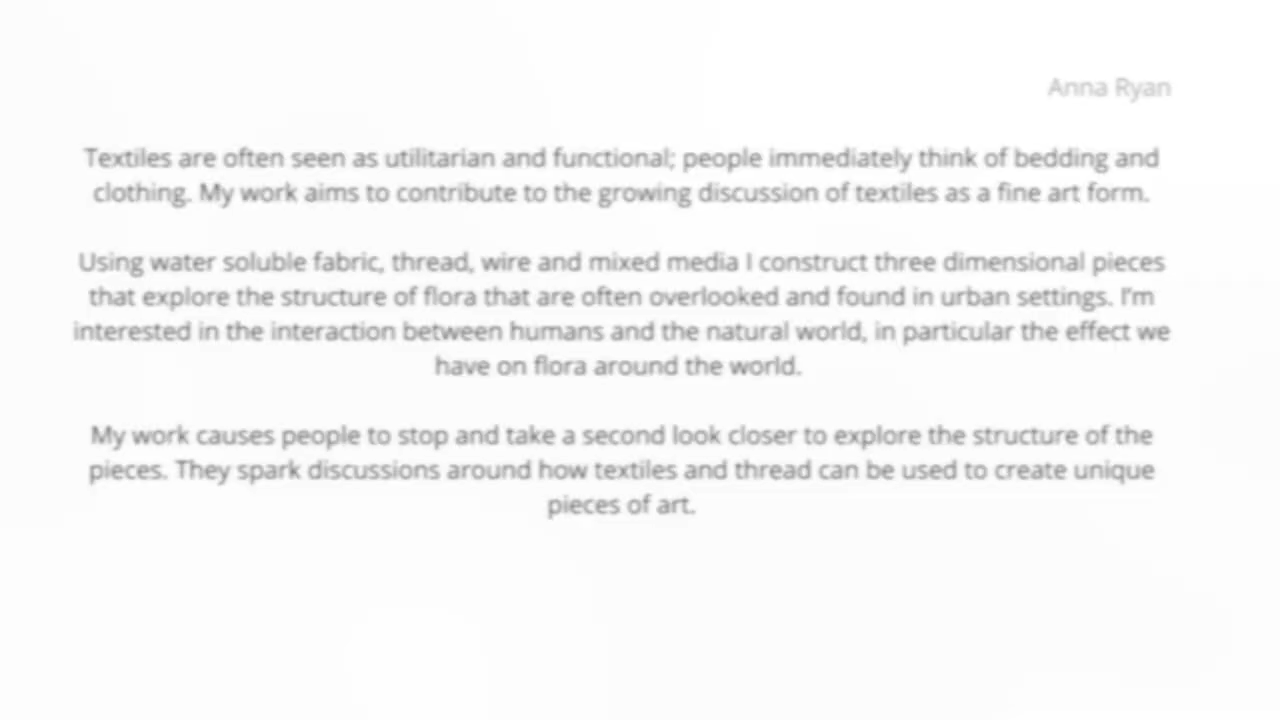 Anna Ryan
Textiles are often seen as utilitarian and functional; people immediately think of bedding and
clothing. My work aims to contribute to the growing discussion of textiles as a fine art form.
Using water soluble fabric, thread, wire and mixed media I construct three dimensional pieces
that explore the structure of flora that are often overlooked and found in urban settings. I'm
interested in the interaction between humans and the natural world, in particular the effect we
have on flora around the world.
My work causes people to stop and take a second look closer to explore the structure of the
pieces. They spark discussions around how textiles and thread can be used to create unique
pieces of art.